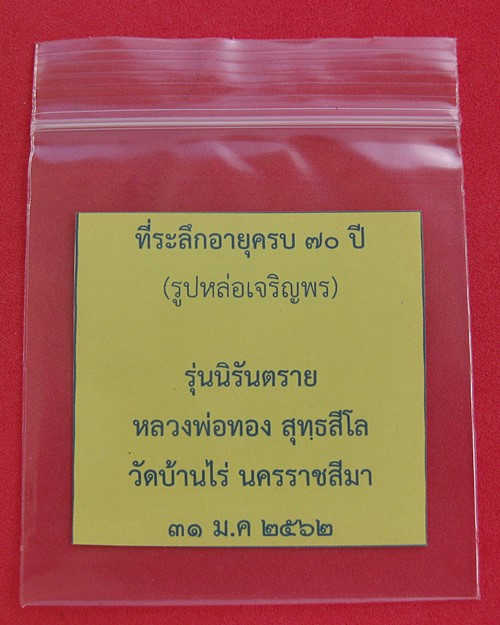 ที่ระลึกอายุครบ ๗๐ ปี
(รูปหล่อเจริญพร)
รุ่นนิรันตราย
หลวงพ่อทอง สุทฺธสีโล
วัดบ้านไร่ นครราชสีมา
๓๑ ม.ค ๒๕๖๒